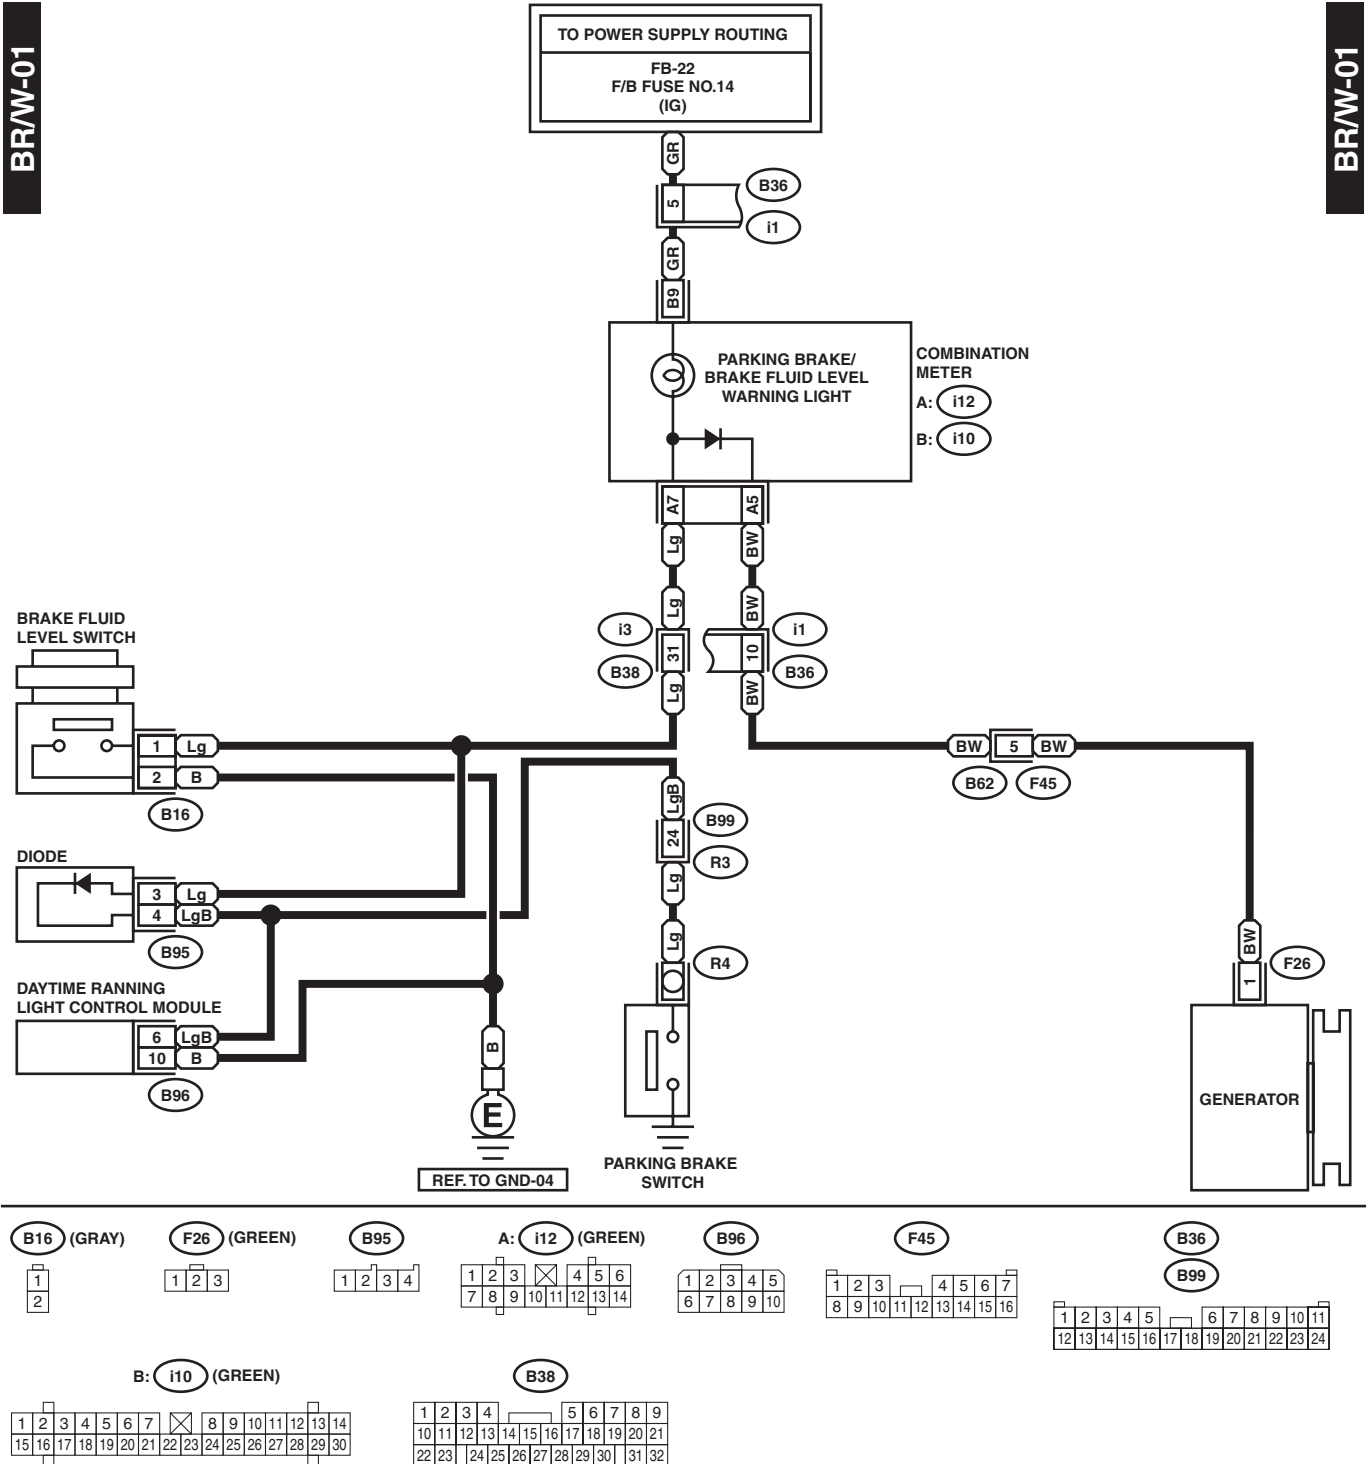 BR/W-01
BR/W-01
TO POWER SUPPLY ROUTING
FB-22
F/B FUSE NO.14
(IG)
GR
5
B36
i1
GR
B9
PARKING BRAKE/
BRAKE FLUID LEVEL
WARNING LIGHT
COMBINATION
METER
A: i12
B: i10
A7
A5
Lg
BW
Lg
BW
i3
31
B38
10
i1
B36
Lg
BW
BRAKE FLUID
LEVEL SWITCH
1 Lg
2 B
B16
BW 5 BW
B62 F45
LgB
24
B99
R3
Lg
Lg
R4
DIODE
3 Lg
4 LgB
B95
DAYTIME RANNING
LIGHT CONTROL MODULE
6 LgB
10 B
B96
B
E
REF. TO GND-04
PARKING BRAKE
SWITCH
BW
1
F26
GENERATOR
B16 (GRAY)
1
2
F26 (GREEN)
1 2 3
B95
1 2 3 4
A: i12 (GREEN)
1 2 3 4 5 6
7 8 9 10 11 12 13 14
B96
1 2 3 4 5
6 7 8 9 10
F45
1 2 3 4 5 6 7
8 9 10 11 12 13 14 15 16
B36
B99
1 2 3 4 5 6 7 8 9 10 11
12 13 14 15 16 17 18 19 20 21 22 23 24
B: i10 (GREEN)
1 2 3 4 5 6 7 8 9 10 11 12 13 14
15 16 17 18 19 20 21 22 23 24 25 26 27 28 29 30
B38
1 2 3 4 5 6 7 8 9
10 11 12 13 14 15 16 17 18 19 20 21
22 23 24 25 26 27 28 29 30 31 32